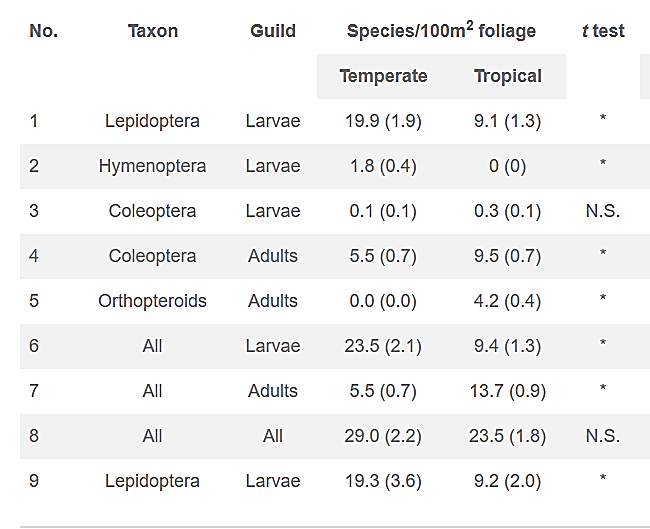 No. Taxon Guild Species/100m2 foliage t test
Temperate Tropical
1 Lepidoptera Larvae 19.9 (1.9) 9.1 (1.3) *
2 Hymenoptera Larvae 1.8 (0.4) 0 (0) *
3 Coleoptera Larvae 0.1 (0.1) 0.3 (0.1) N.S.
4 Coleoptera Adults 5.5 (0.7) 9.5 (0.7) *
5 Orthopteroids Adults 0.0 (0.0) 4.2 (0.4) *
6 All Larvae 23.5 (2.1) 9.4 (1.3) *
7 All Adults 5.5 (0.7) 13.7 (0.9) *
8 All All 29.0 (2.2) 23.5 (1.8) N.S.
9 Lepidoptera Larvae 19.3 (3.6) 9.2 (2.0) *